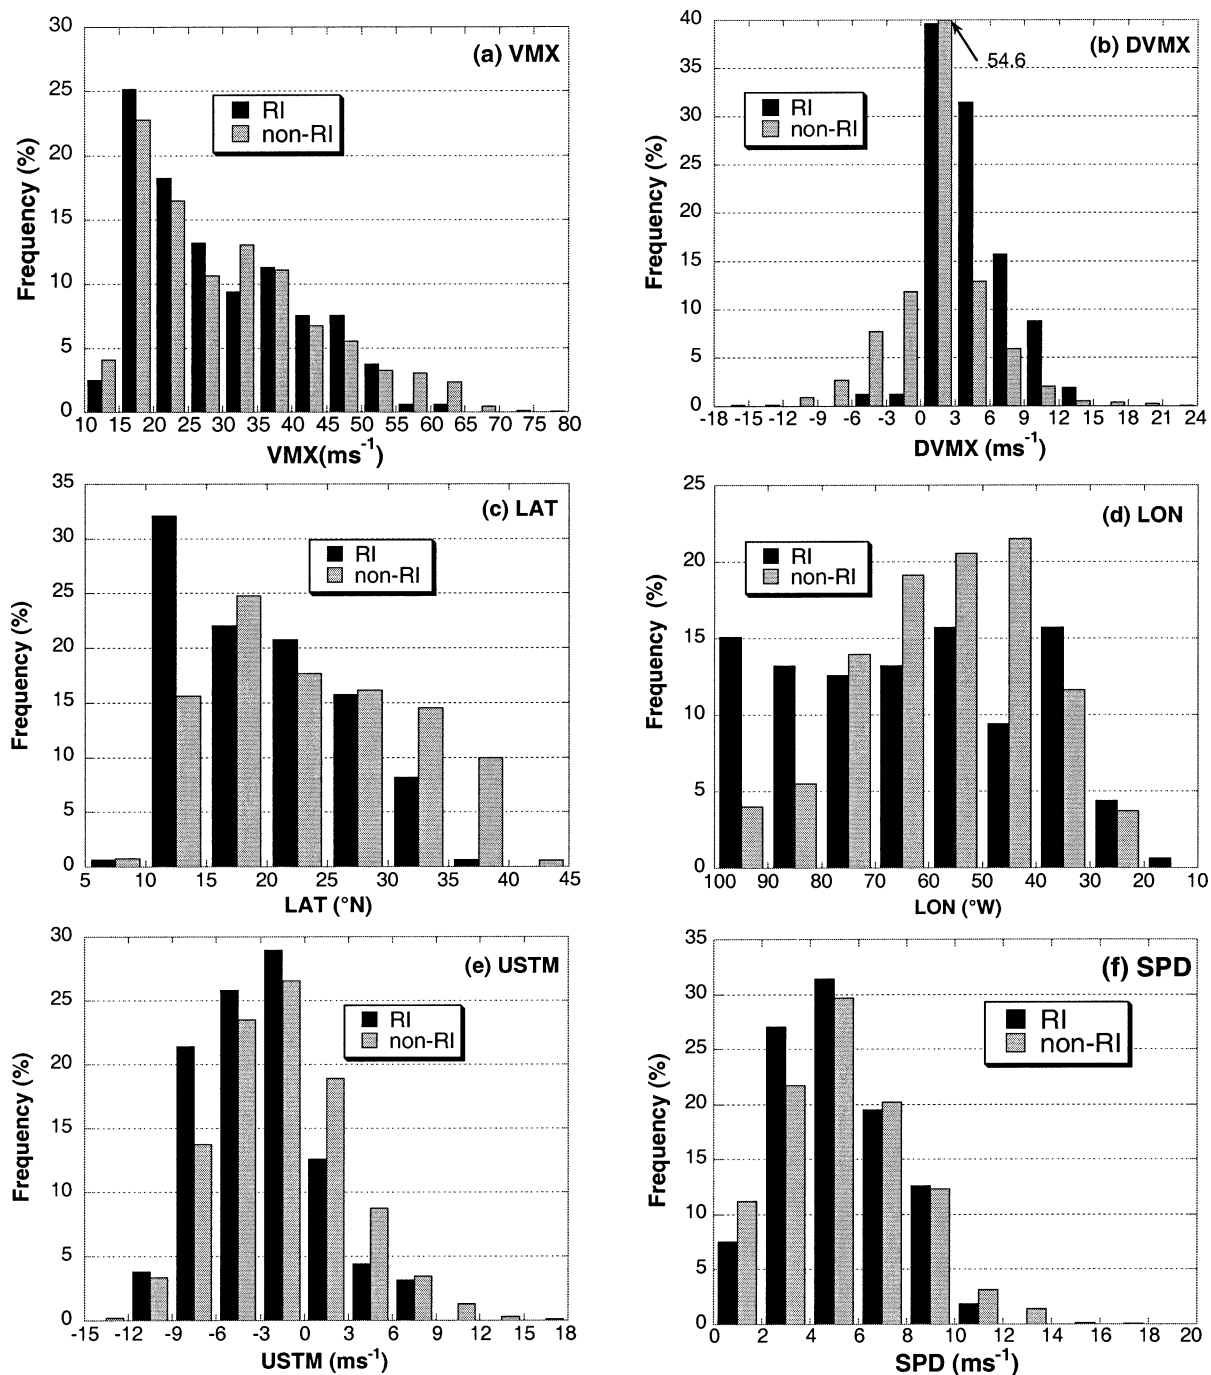 (a) VMX
RI
non-RI
Frequency (%)
30
25
20
15
10
5
0
10 15 20 25 30 35 40 45 50 55 60 65 70 75 80
VMX(ms-1)
(b) DVMX
54.6
RI
non-RI
Frequency (%)
40
35
30
25
20
15
10
5
0
-18 -15 -12 -9 -6 -3 0 3 6 9 12 15 18 21 24
DVMX (ms-1)
(c) LAT
RI
non-RI
Frequency (%)
35
30
25
20
15
10
5
0
5 10 15 20 25 30 35 40 45
LAT (°N)
(d) LON
RI
non-RI
Frequency (%)
25
20
15
10
5
0
100 90 80 70 60 50 40 30 20 10
LON (°W)
(e) USTM
RI
non-RI
Frequency (%)
30
25
20
15
10
5
0
-15 -12 -9 -6 -3 0 3 6 9 12 15 18
USTM (ms-1)
(f) SPD
RI
non-RI
Frequency (%)
35
30
25
20
15
10
5
0
0 2 4 6 8 10 12 14 16 18 20
SPD (ms-1)